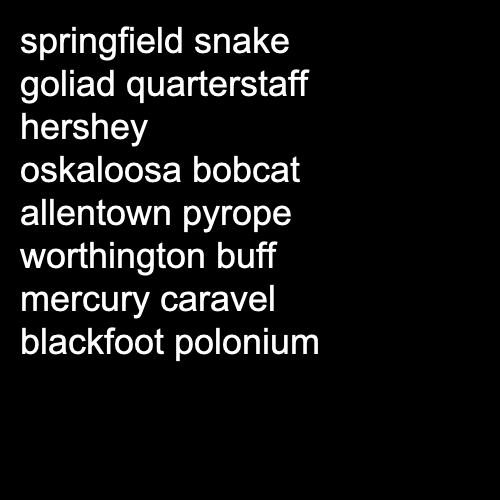 springfield snake
goliad quarterstaff
hershey
oskaloosa bobcat
allentown pyrope
worthington buff
mercury caravel
blackfoot polonium